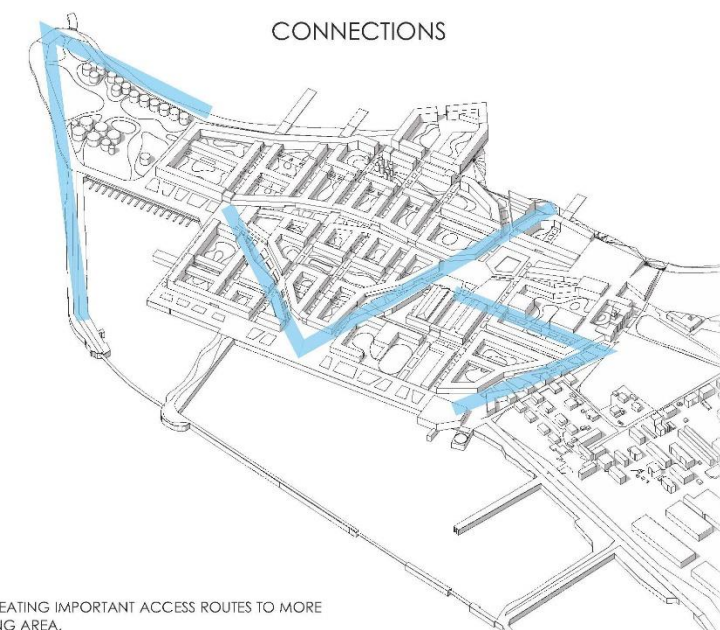 CONNECTIONS
EATING IMPORTANT ACCESS ROUTES TO MORE
NG AREA.